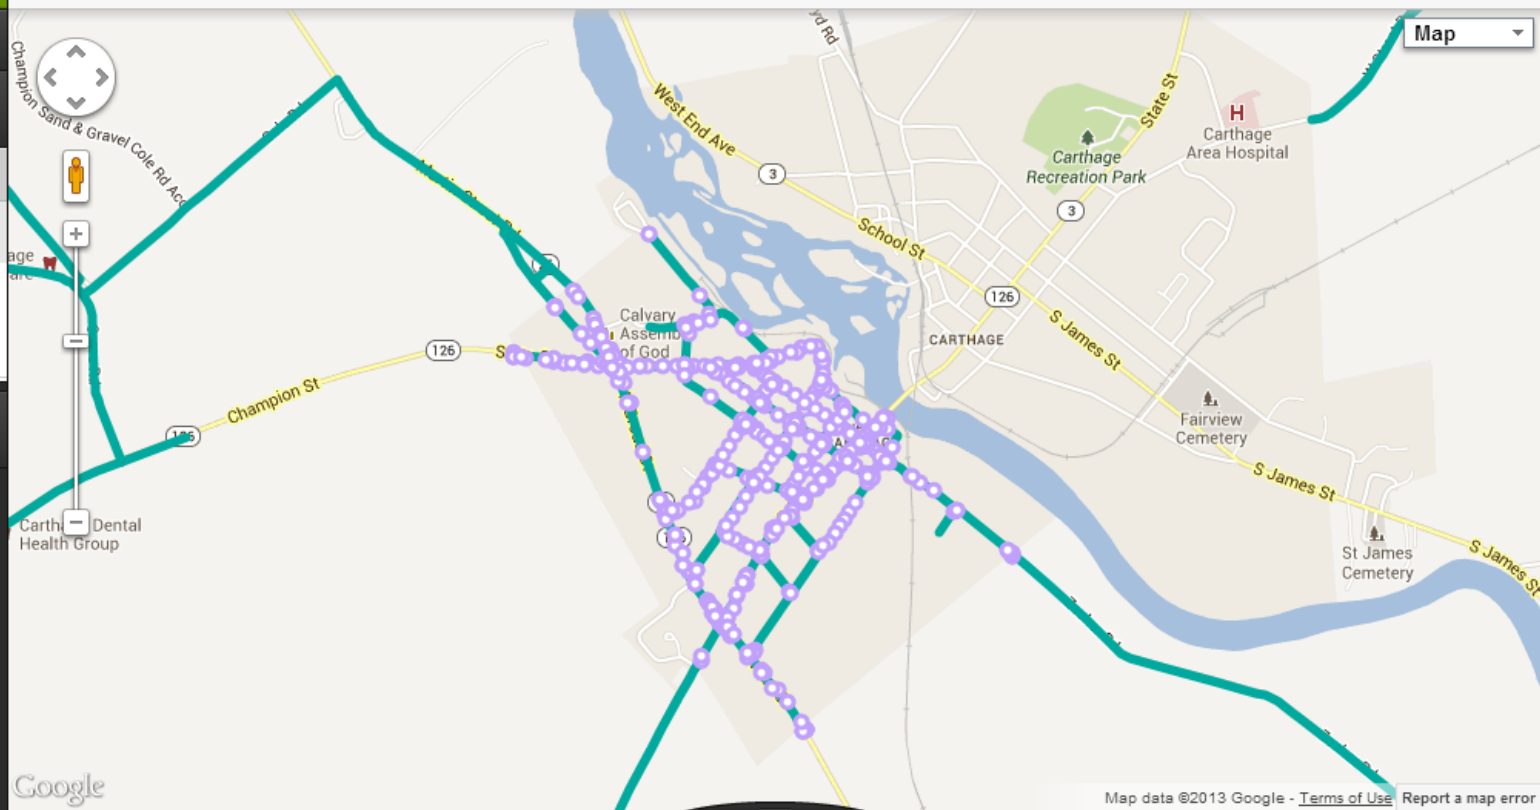 Map
Champion Sand & Gravel Cole Rd Acc
yd Rd
West End Ave
State St
H
Carthage
Area Hospital
Carthage
Recreation Park
3
3
School St
126
S James St
CARTHAGE
Calvary
Assemb
of God
126
Champion St
126
Fairview
Cemetery
S James St
Carth Dental
Health Group
St James
Cemetery
S James St
Google
Map data ©2013 Google - Terms of Use
Report a map error